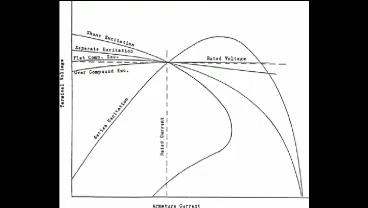 Shunt Excitation
Separate Excitation
Flat Comp. Exc.
Rated Voltage
Over Compound Exc.
Series Excitation
Rated Current
Terminal Voltage
Armature Current